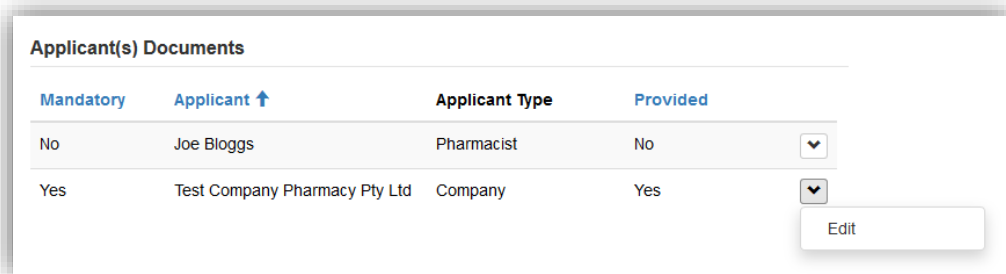 Applicant(s) Documents
Mandatory Applicant Applicant Type Provided
No Joe Bloggs Pharmacist No
Yes Test Company Pharmacy Pty Ltd Company Yes
Edit